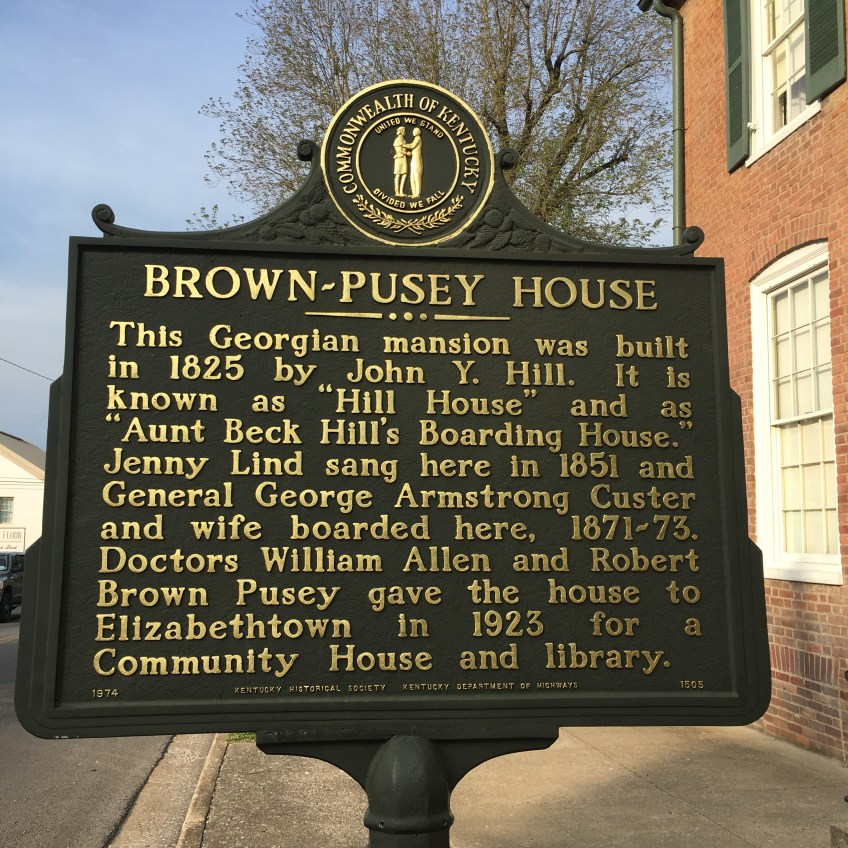 COMMONWEALTH OF KENTUCKY
UNITED WE STAND
DIVIDED WE FALL
BROWN-PUSEY HOUSE
This Georgian mansion was built
in 1825 by John Y. Hill. It is
known as "Hill House" and as
"Aunt Beck Hill's Boarding House."
Jenny Lind sang here in 1851 and
General George Armstrong Custer
and wife boarded here, 1871-73.
Doctors William Allen and Robert
Brown Pusey gave the house to
Elizabethtown in 1923 for a
Community House and library.
1974 KENTUCKY HISTORICAL SOCIETY KENTUCKY DEPARTMENT OF HIGHWAYS 1505
FLOOR